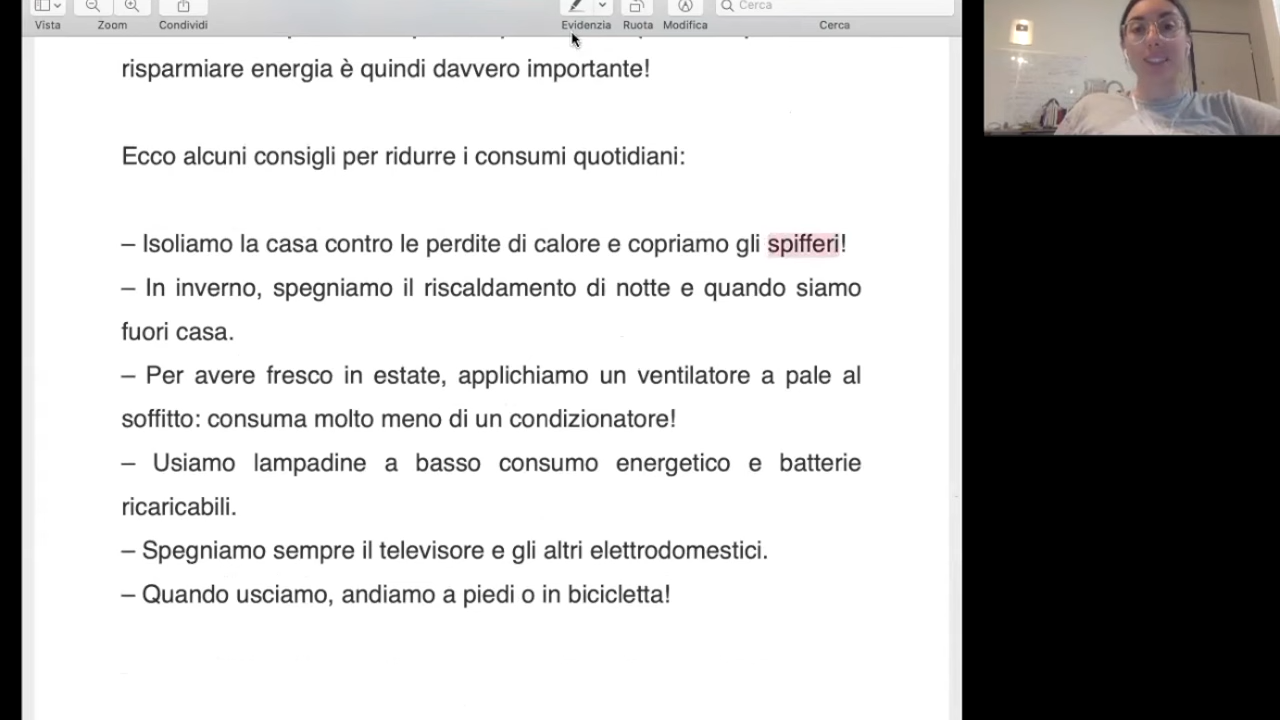 Cerca
Vista Zoom Condividi Evidenzia Ruota Modifica Cerca
risparmiare energia è quindi davvero importante!
Ecco alcuni consigli per ridurre i consumi quotidiani:
– Isoliamo la casa contro le perdite di calore e copriamo gli spifferi!
– In inverno, spegniamo il riscaldamento di notte e quando siamo
fuori casa.
– Per avere fresco in estate, applichiamo un ventilatore a pale al
soffitto: consuma molto meno di un condizionatore!
– Usiamo lampadine a basso consumo energetico e batterie
ricaricabili.
– Spegniamo sempre il televisore e gli altri elettrodomestici.
– Quando usciamo, andiamo a piedi o in bicicletta!